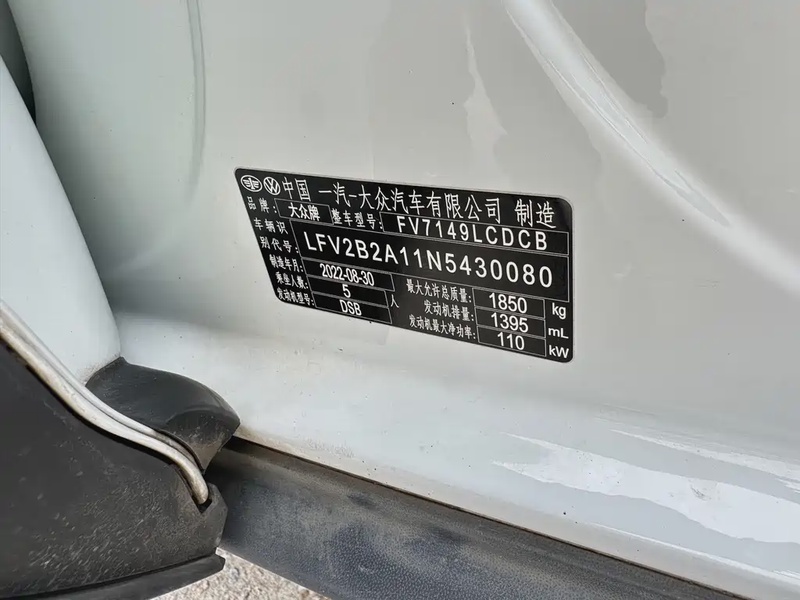 中国 一汽-大众汽车有限公司 制造
品牌: 大众牌 整车型号: FV7149LCDCB
车辆识别代号: LFV2B2A11N5430080
制造年月: 2022-08-30 最大允许总质量: 1850 kg
乘坐人数: 5 人 发动机排量: 1395 mL
发动机型号: DSB 发动机最大净功率: 110 kW